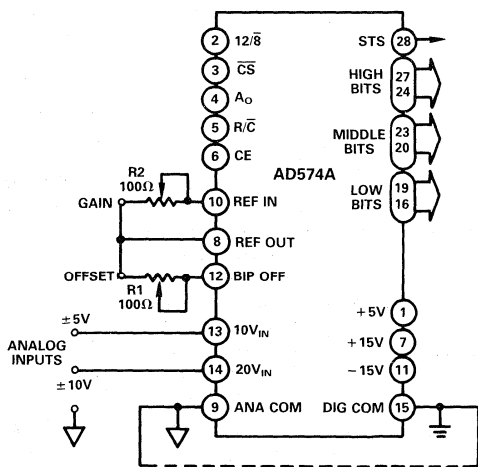 2 12/8̅
3 C̅S̅
4 A₀
5 R/C̅
6 CE
R2
100Ω
GAIN
10 REF IN
8 REF OUT
OFFSET
12 BIP OFF
R1
100Ω
±5V
13 10V_IN
ANALOG
INPUTS
14 20V_IN
±10V
9 ANA COM
AD574A
STS 28
HIGH
BITS
27
24
MIDDLE
BITS
23
20
LOW
BITS
19
16
+5V 1
+15V 7
−15V 11
DIG COM 15